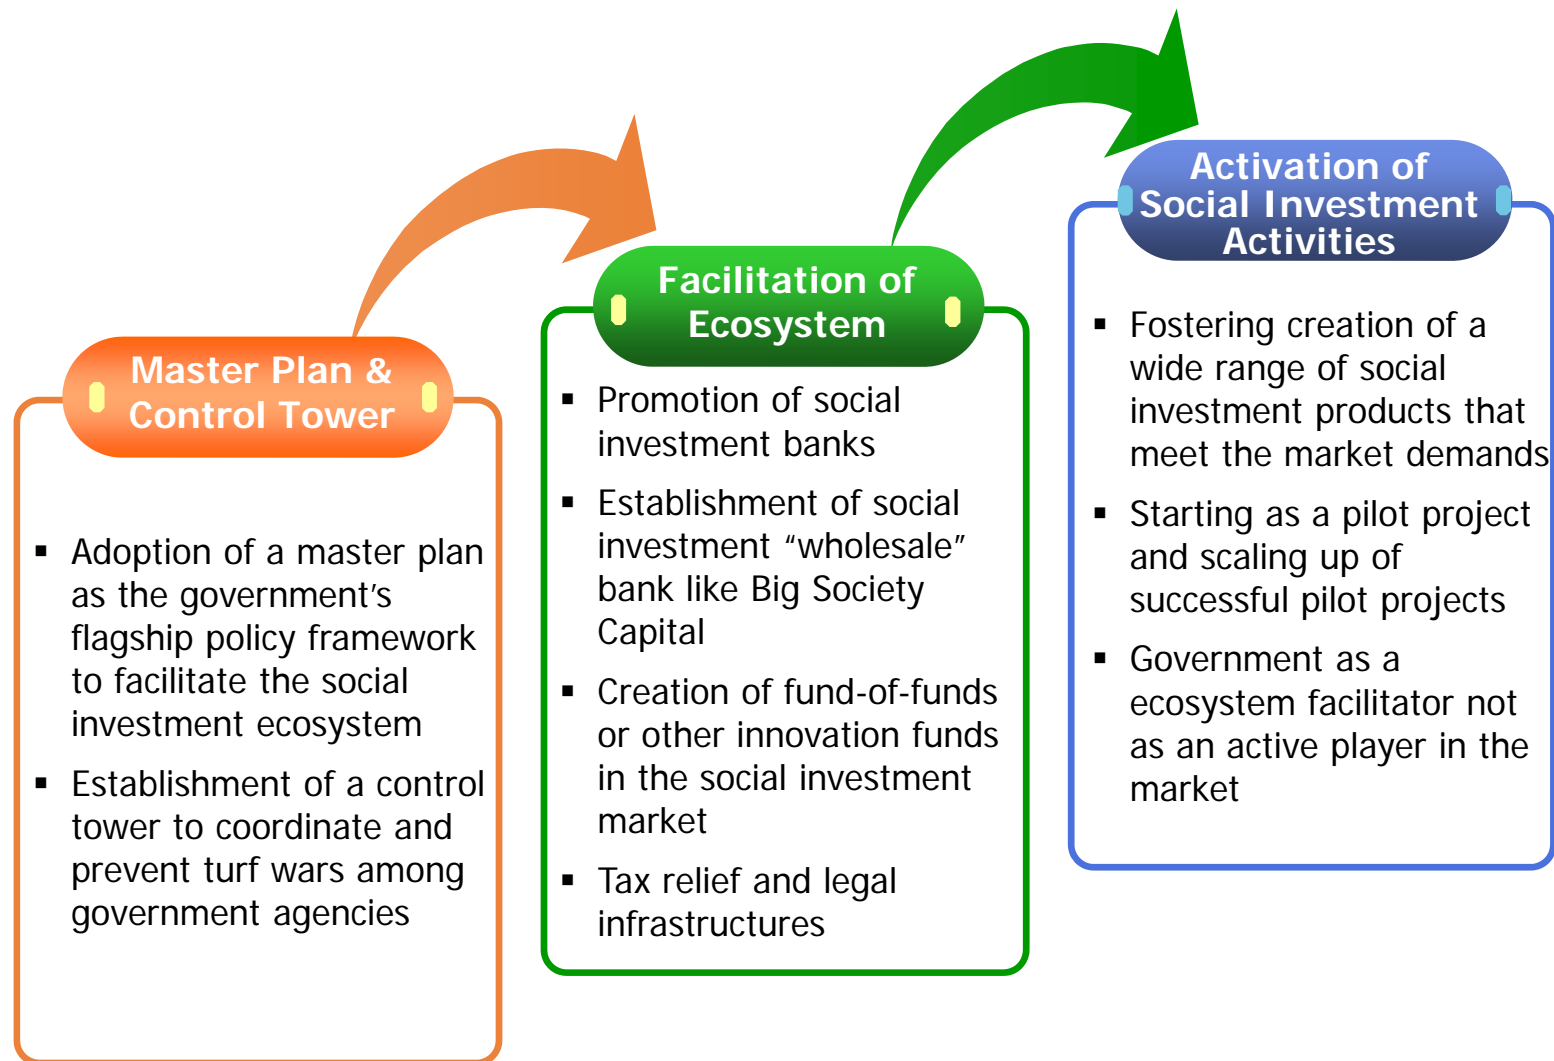 Master Plan &
Control Tower
▪ Adoption of a master plan
as the government’s
flagship policy framework
to facilitate the social
investment ecosystem
▪ Establishment of a control
tower to coordinate and
prevent turf wars among
government agencies
Facilitation of
Ecosystem
▪ Promotion of social
investment banks
▪ Establishment of social
investment “wholesale”
bank like Big Society
Capital
▪ Creation of fund-of-funds
or other innovation funds
in the social investment
market
▪ Tax relief and legal
infrastructures
Activation of
Social Investment
Activities
▪ Fostering creation of a
wide range of social
investment products that
meet the market demands
▪ Starting as a pilot project
and scaling up of
successful pilot projects
▪ Government as a
ecosystem facilitator not
as an active player in the
market